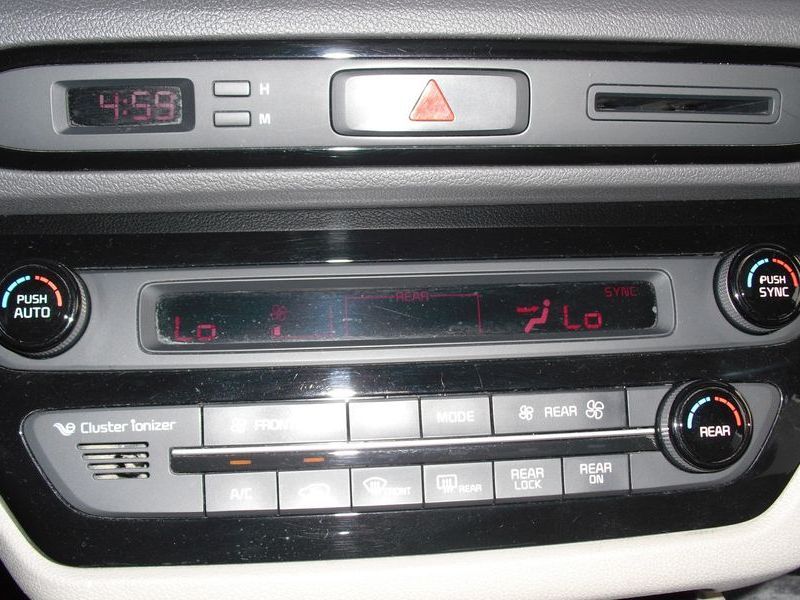 4:59 H
M
PUSH AUTO
Lo REAR SYNC Lo
PUSH SYNC
Cluster ionizer
FRONT MODE REAR
REAR
A/C FRONT REAR REAR LOCK REAR ON